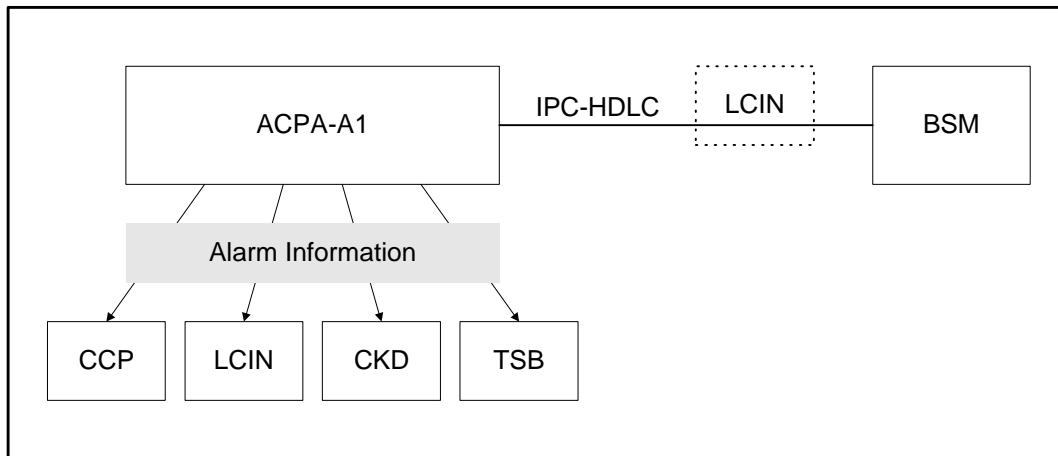 ACPA-A1
IPC-HDLC
LCIN
BSM
Alarm Information
CCP
LCIN
CKD
TSB